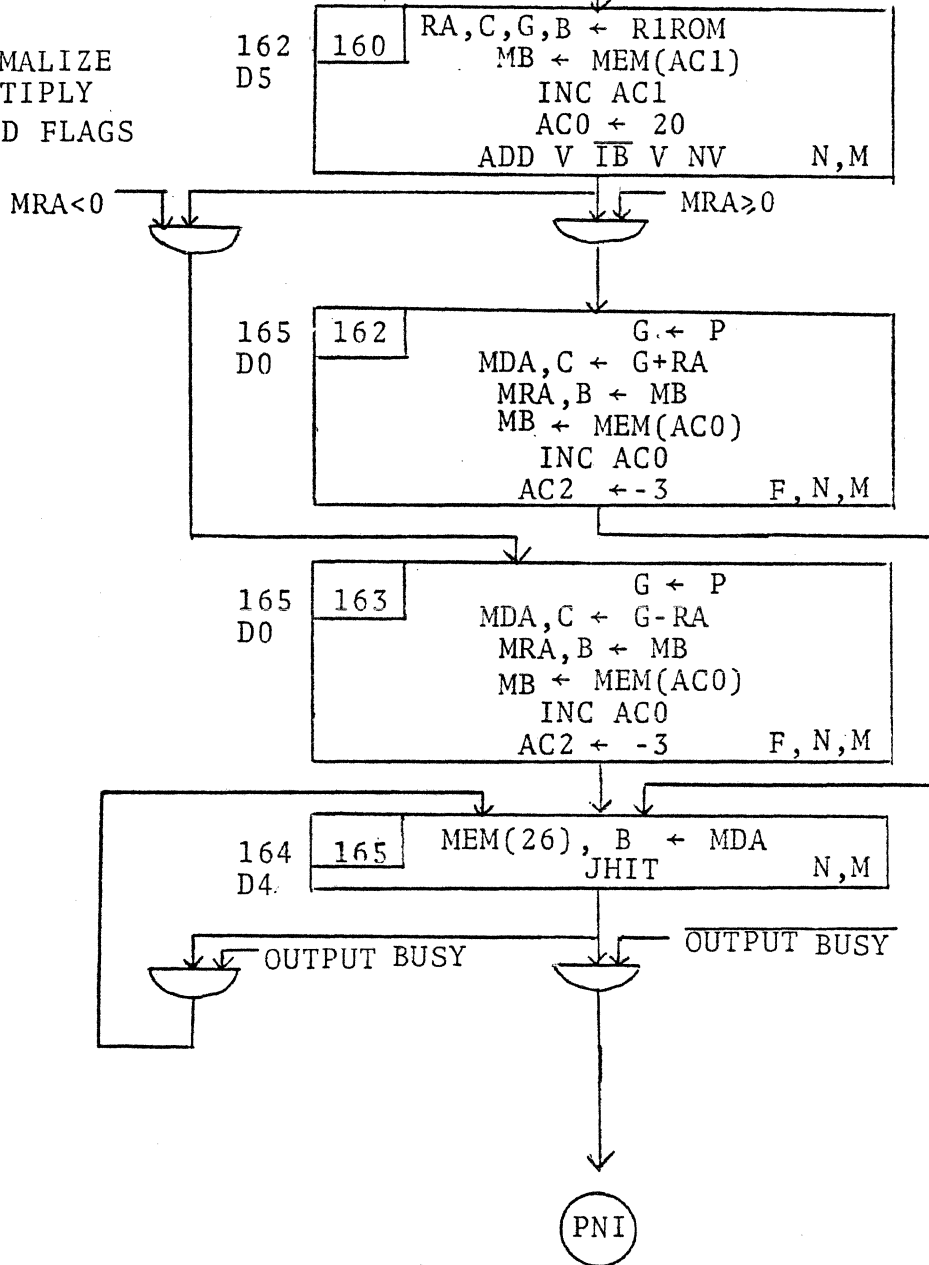 MALIZE
TIPLY
D FLAGS
162
D5
160
RA,C,G,B ← R1ROM
MB ← MEM(AC1)
INC AC1
AC0 ← 20
ADD V I̅B̅ V NV N,M
MRA<0
MRA≥0
165
D0
162
G ← P
MDA,C ← G+RA
MRA,B ← MB
MB ← MEM(AC0)
INC AC0
AC2 ←-3 F,N,M
165
D0
163
G ← P
MDA,C ← G-RA
MRA,B ← MB
MB ← MEM(AC0)
INC AC0
AC2 ← -3 F,N,M
164
D4
165
MEM(26), B ← MDA
JHIT N,M
OUTPUT BUSY
O̅U̅T̅P̅U̅T̅ ̅B̅U̅S̅Y̅
PNI